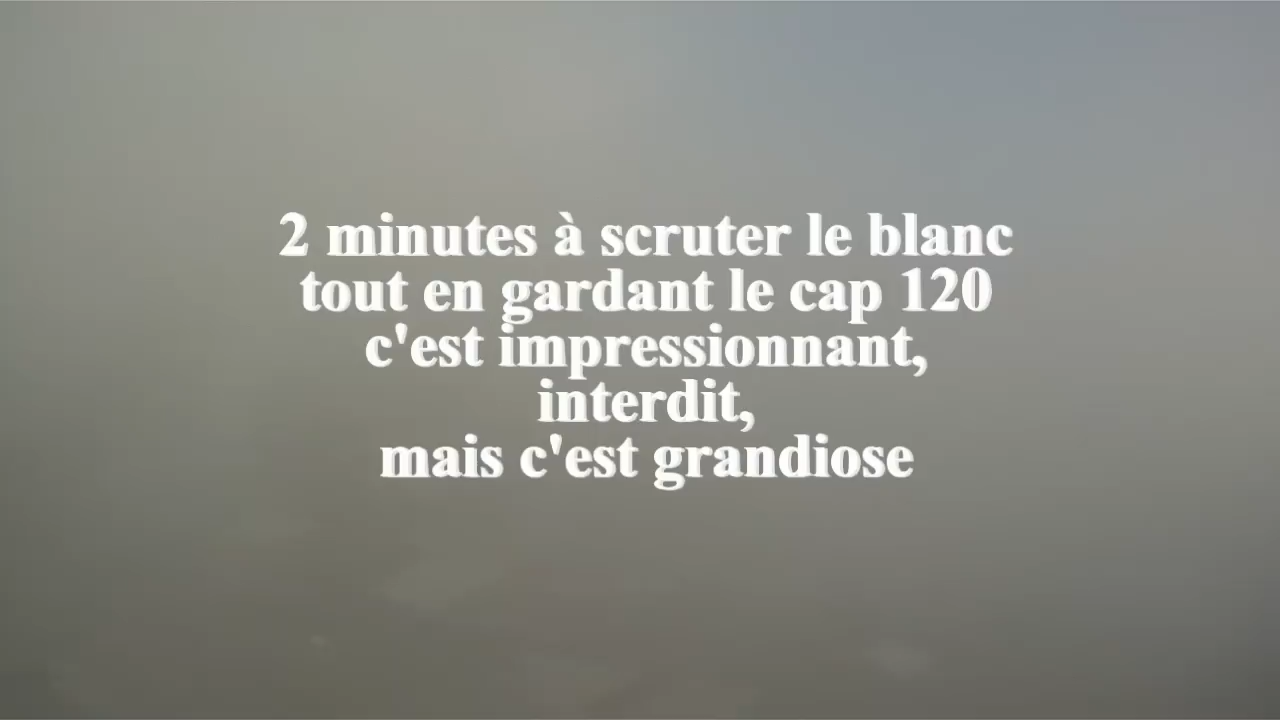 2 minutes à scruter le blanc
tout en gardant le cap 120
c'est impressionnant,
interdit,
mais c'est grandiose